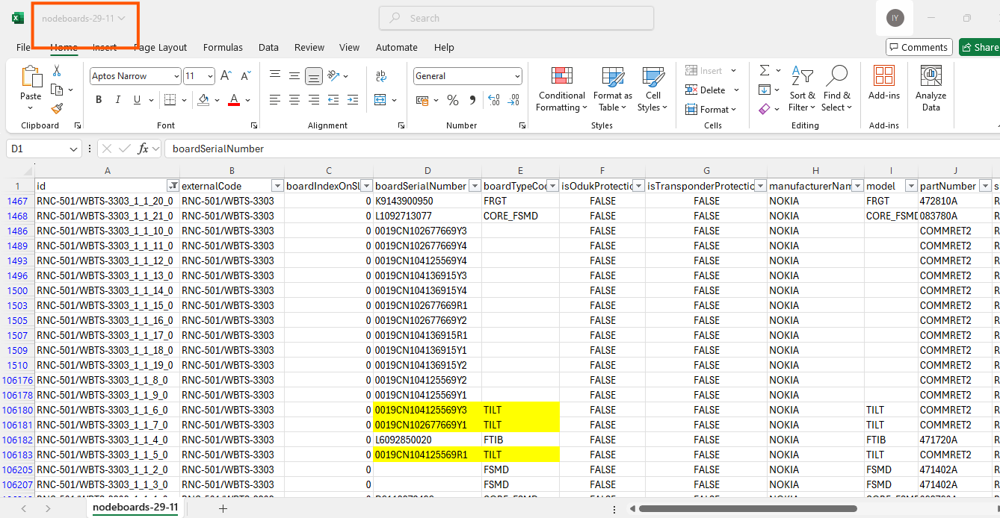 nodeboards-29-11
Search
IY
File Home Insert Page Layout Formulas Data Review View Automate Help
Comments Share
Paste
Clipboard
Aptos Narrow 11
B I U
Font
ab
Alignment
General
% 9
Number
Conditional Formatting
Format as Table
Cell Styles
Styles
Insert
Delete
Format
Cells
Sort & Filter
Find & Select
Editing
Add-ins
Add-ins
Analyze Data
D1 fx boardSerialNumber
A B C D E F G H I J
1 id externalCode boardIndexOnSl boardSerialNumber boardTypeCo isOdukProtectio isTransponderProtectio manufacturerNam model partNumber s
1467 RNC-501/WBTS-3303_1_1_20_0 RNC-501/WBTS-3303 0 K9143900950 FRGT FALSE FALSE NOKIA FRGT 472810A R
1468 RNC-501/WBTS-3303_1_1_21_0 RNC-501/WBTS-3303 0 L1092713077 CORE_FSMD FALSE FALSE NOKIA CORE_FSMD 083780A R
1486 RNC-501/WBTS-3303_1_1_10_0 RNC-501/WBTS-3303 0 0019CN102677669Y3 FALSE FALSE NOKIA COMMRET2 R
1489 RNC-501/WBTS-3303_1_1_11_0 RNC-501/WBTS-3303 0 0019CN102677669Y4 FALSE FALSE NOKIA COMMRET2 R
1493 RNC-501/WBTS-3303_1_1_12_0 RNC-501/WBTS-3303 0 0019CN104125569Y4 FALSE FALSE NOKIA COMMRET2 R
1496 RNC-501/WBTS-3303_1_1_13_0 RNC-501/WBTS-3303 0 0019CN104136915Y3 FALSE FALSE NOKIA COMMRET2 R
1500 RNC-501/WBTS-3303_1_1_14_0 RNC-501/WBTS-3303 0 0019CN104136915Y4 FALSE FALSE NOKIA COMMRET2 R
1503 RNC-501/WBTS-3303_1_1_15_0 RNC-501/WBTS-3303 0 0019CN102677669R1 FALSE FALSE NOKIA COMMRET2 R
1505 RNC-501/WBTS-3303_1_1_16_0 RNC-501/WBTS-3303 0 0019CN102677669Y2 FALSE FALSE NOKIA COMMRET2 R
1507 RNC-501/WBTS-3303_1_1_17_0 RNC-501/WBTS-3303 0 0019CN104136915R1 FALSE FALSE NOKIA COMMRET2 R
1509 RNC-501/WBTS-3303_1_1_18_0 RNC-501/WBTS-3303 0 0019CN104136915Y1 FALSE FALSE NOKIA COMMRET2 R
1510 RNC-501/WBTS-3303_1_1_19_0 RNC-501/WBTS-3303 0 0019CN104136915Y2 FALSE FALSE NOKIA COMMRET2 R
106176 RNC-501/WBTS-3303_1_1_8_0 RNC-501/WBTS-3303 0 0019CN104125569Y2 FALSE FALSE NOKIA COMMRET2 R
106178 RNC-501/WBTS-3303_1_1_9_0 RNC-501/WBTS-3303 0 0019CN104125569Y1 FALSE FALSE NOKIA COMMRET2 R
106180 RNC-501/WBTS-3303_1_1_6_0 RNC-501/WBTS-3303 0 0019CN104125569Y3 TILT FALSE FALSE NOKIA TILT COMMRET2 R
106181 RNC-501/WBTS-3303_1_1_7_0 RNC-501/WBTS-3303 0 0019CN102677669Y1 TILT FALSE FALSE NOKIA TILT COMMRET2 R
106182 RNC-501/WBTS-3303_1_1_4_0 RNC-501/WBTS-3303 0 L6092850020 FTIB FALSE FALSE NOKIA FTIB 471720A R
106183 RNC-501/WBTS-3303_1_1_5_0 RNC-501/WBTS-3303 0 0019CN104125569R1 TILT FALSE FALSE NOKIA TILT COMMRET2 R
106205 RNC-501/WBTS-3303_1_1_2_0 RNC-501/WBTS-3303 0 FSMD FALSE FALSE NOKIA FSMD 471402A R
106207 RNC-501/WBTS-3303_1_1_3_0 RNC-501/WBTS-3303 0 FSMD FALSE FALSE NOKIA FSMD 471402A R
nodeboards-29-11